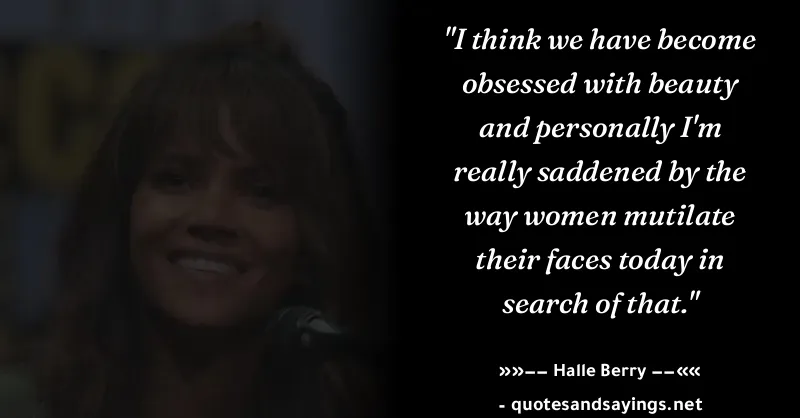 "I think we have become
obsessed with beauty
and personally I'm
really saddened by the
way women mutilate
their faces today in
search of that."
»»−− Halle Berry −−««
- quotesandsayings.net